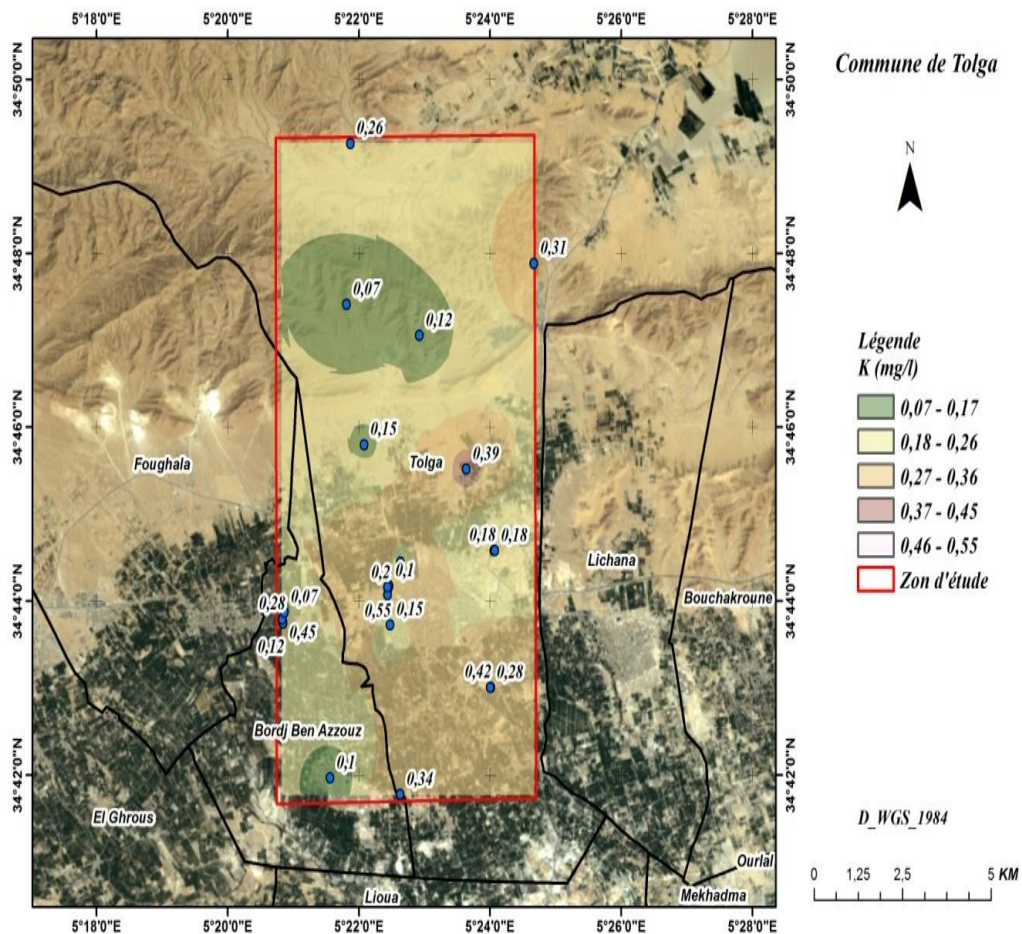 5°18'0"E 5°20'0"E 5°22'0"E 5°24'0"E 5°26'0"E 5°28'0"E
34°50'0"N
34°48'0"N
34°46'0"N
34°44'0"N
34°42'0"N
0,26
0,31
0,07
0,12
0,15
Tolga
0,39
Foughala
0,18 0,18
0,2 0,1
Lichana
0,28 0,07
0,55 0,15
Bouchakroune
0,12 0,45
0,42 0,28
Bordj Ben Azzouz
0,1
0,34
El Ghrous
Ourlal
Lioua
Mekhadma
34°50'0"N
34°48'0"N
34°46'0"N
34°44'0"N
34°42'0"N
5°18'0"E 5°20'0"E 5°22'0"E 5°24'0"E 5°26'0"E 5°28'0"E
Commune de Tolga
N
Légende
K (mg/l)
0,07 - 0,17
0,18 - 0,26
0,27 - 0,36
0,37 - 0,45
0,46 - 0,55
Zon d'étude
D_WGS_1984
0 1,25 2,5 5 KM